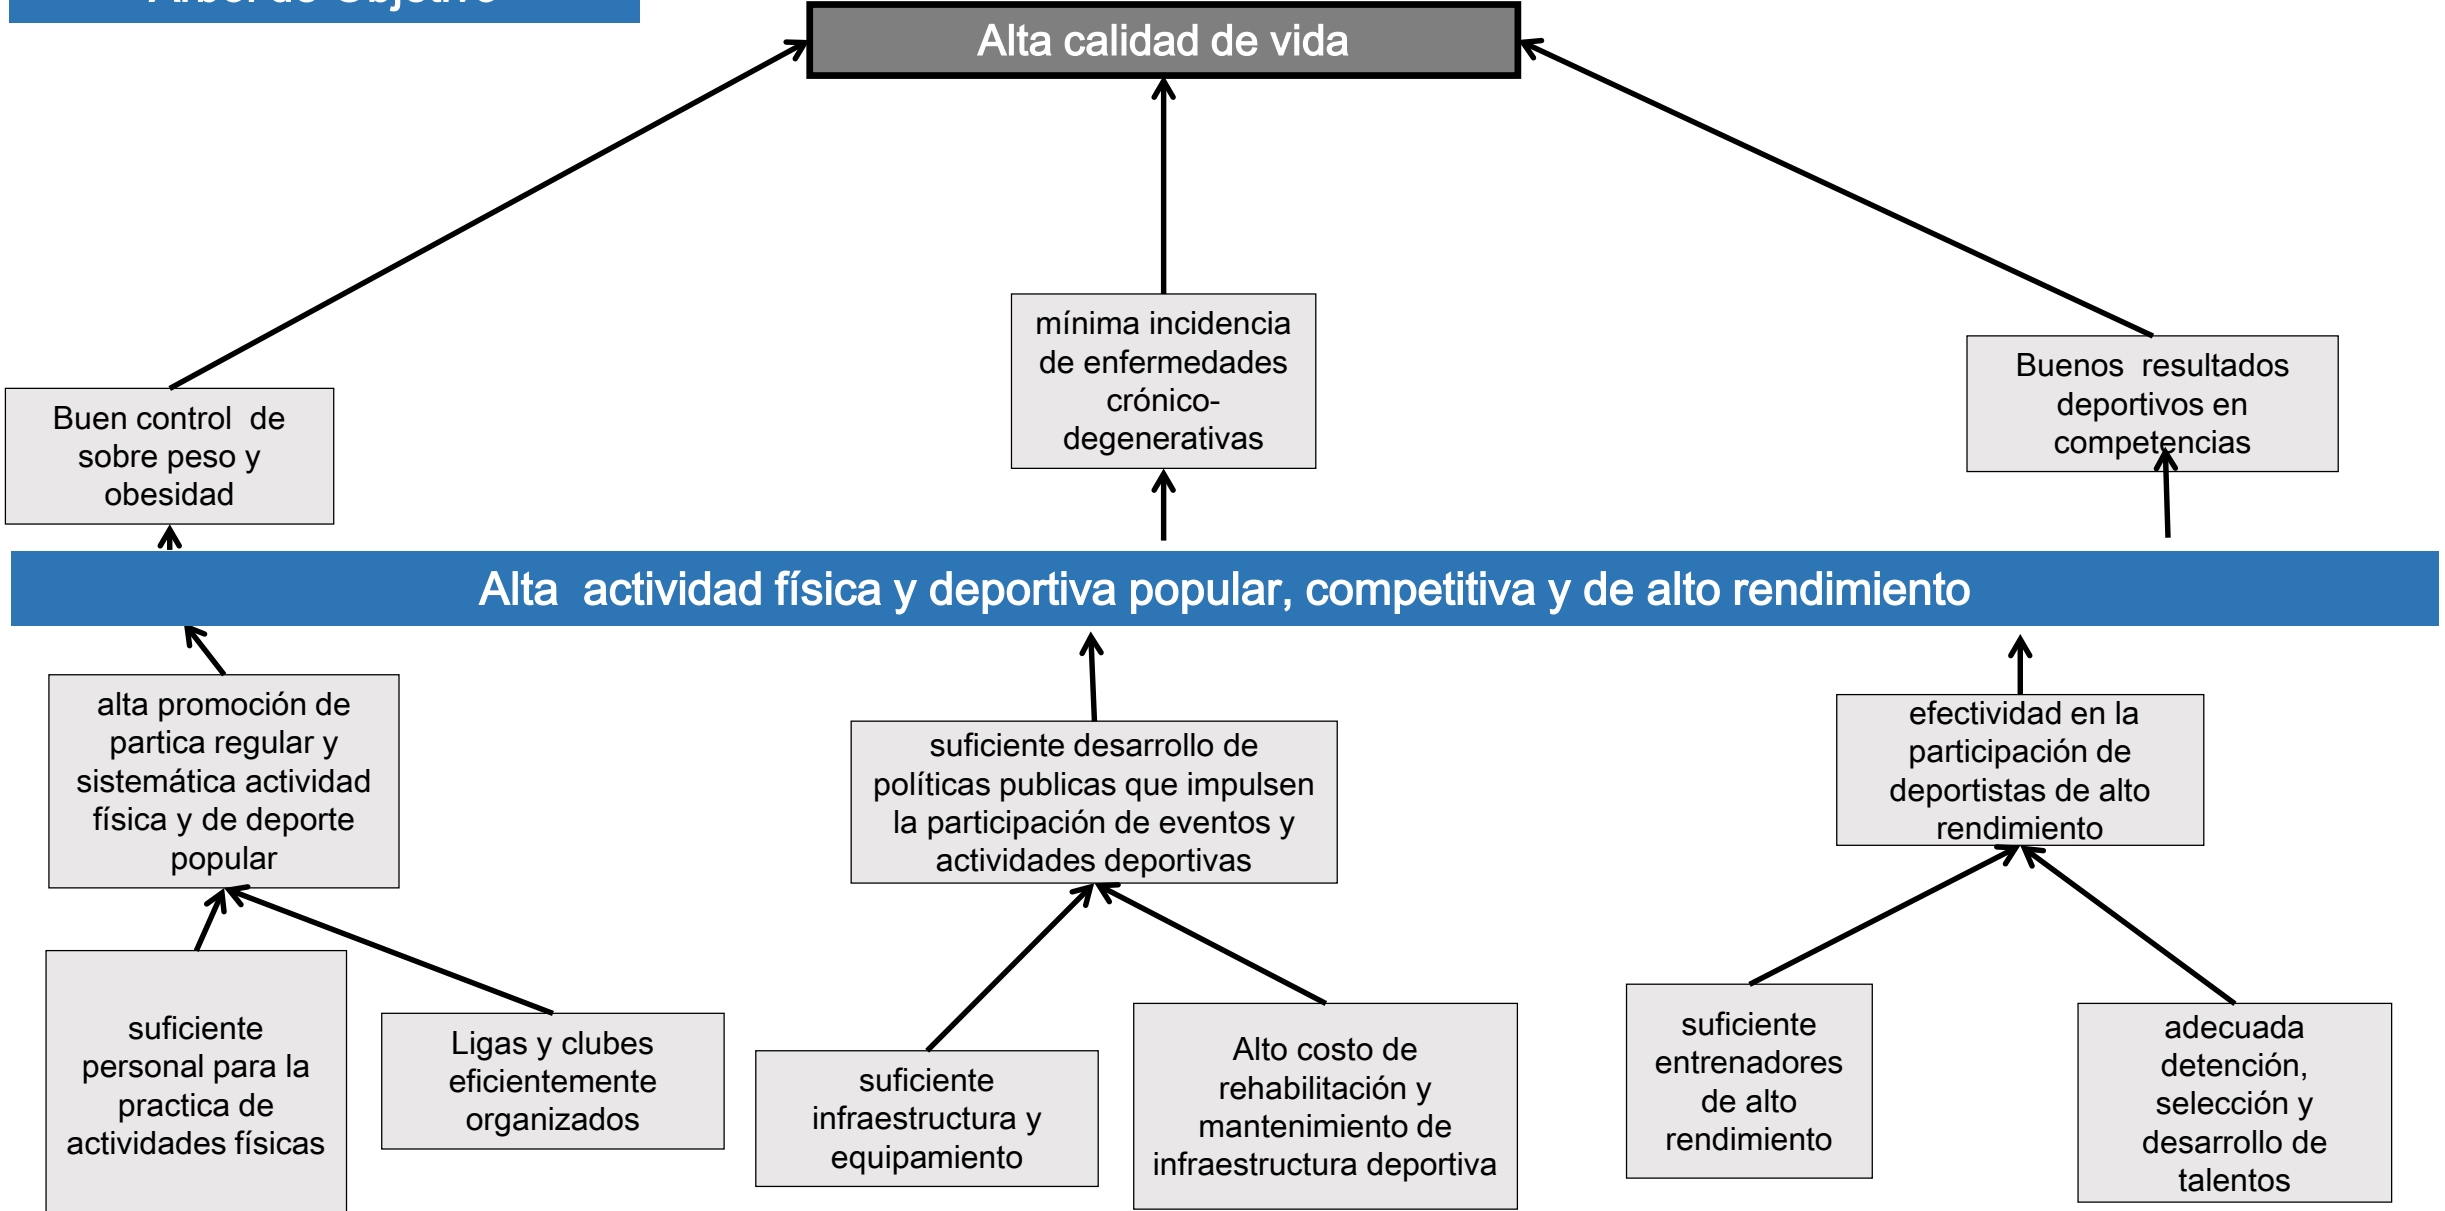 Árbol de Objetivo
Alta calidad de vida
mínima incidencia
de enfermedades
crónico-
degenerativas
Buenos resultados
deportivos en
competencias
Buen control de
sobre peso y
obesidad
Alta actividad física y deportiva popular, competitiva y de alto rendimiento
alta promoción de
partica regular y
sistemática actividad
física y de deporte
popular
suficiente desarrollo de
políticas publicas que impulsen
la participación de eventos y
actividades deportivas
efectividad en la
participación de
deportistas de alto
rendimiento
suficiente
personal para la
practica de
actividades físicas
Ligas y clubes
eficientemente
organizados
suficiente
infraestructura y
equipamiento
Alto costo de
rehabilitación y
mantenimiento de
infraestructura deportiva
suficiente
entrenadores
de alto
rendimiento
adecuada
detención,
selección y
desarrollo de
talentos